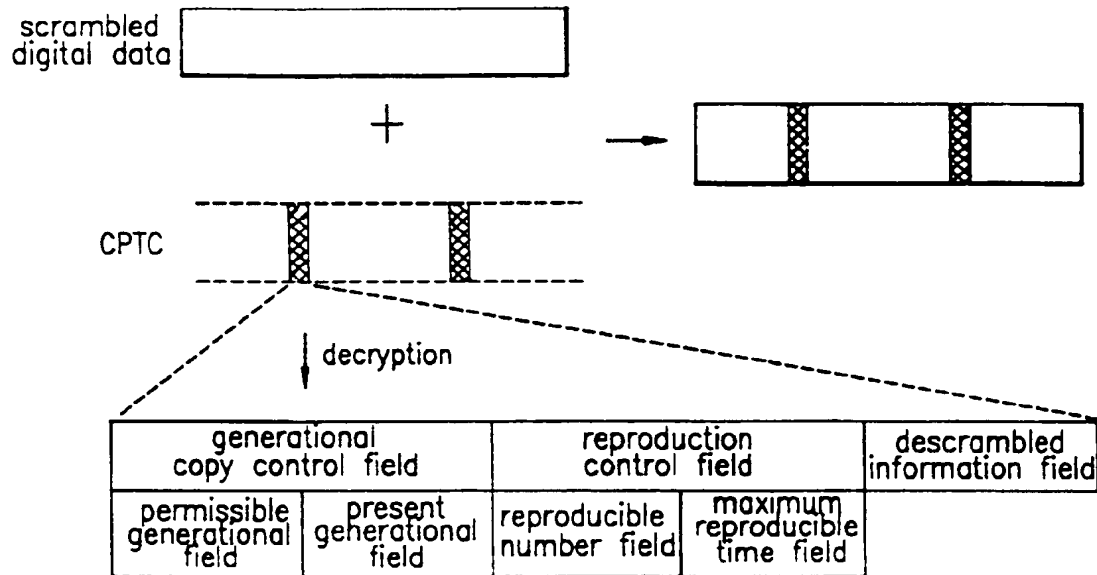 scrambled
digital data
+
CPTC
decryption
generational
copy control field
reproduction
control field
descrambled
information field
permissible
generational
field
present
generational
field
reproducible
number field
maximum
reproducible
time field